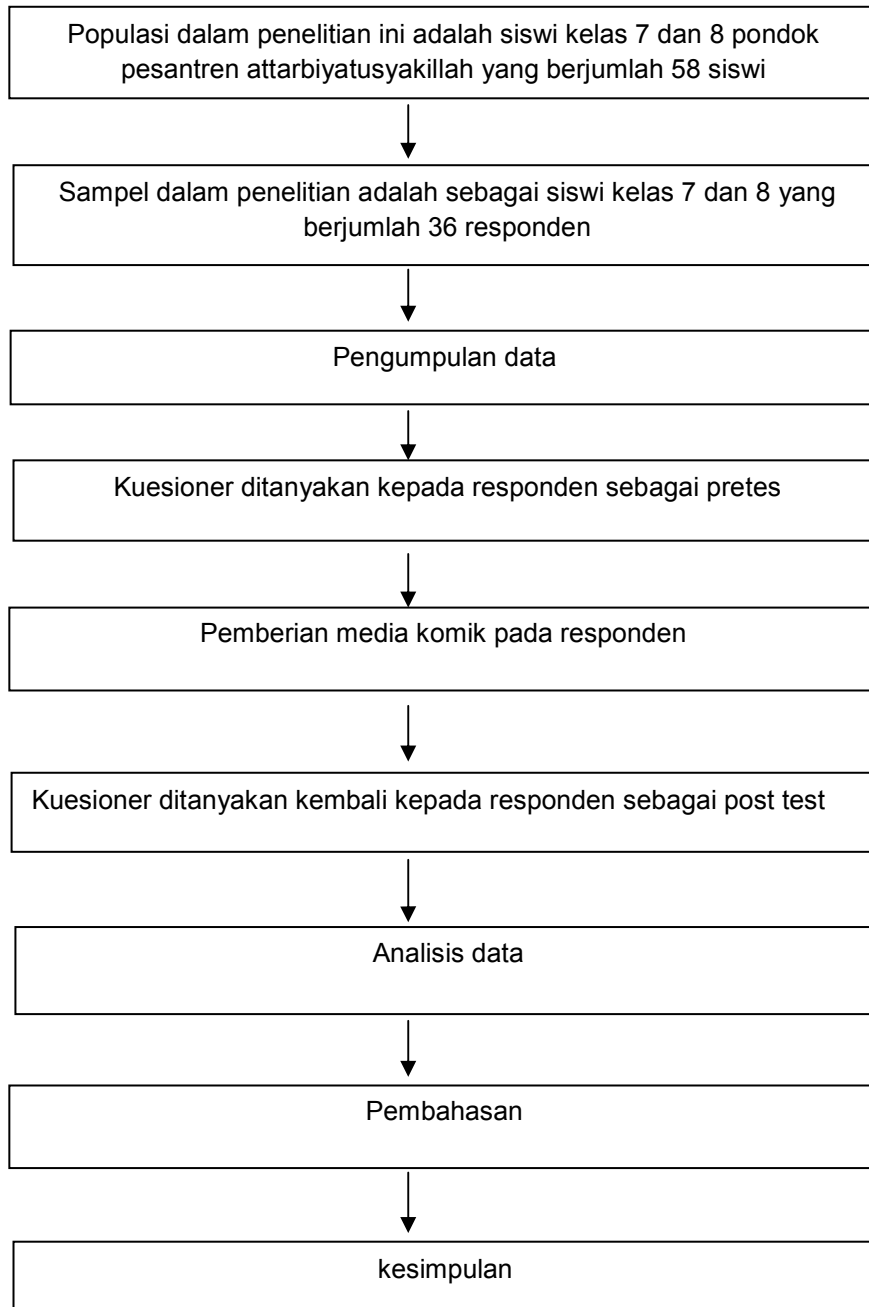 Populasi dalam penelitian ini adalah siswi kelas 7 dan 8 pondok
pesantren attarbiyatusyakillah yang berjumlah 58 siswi
Sampel dalam penelitian adalah sebagai siswi kelas 7 dan 8 yang
berjumlah 36 responden
Pengumpulan data
Kuesioner ditanyakan kepada responden sebagai pretes
Pemberian media komik pada responden
Kuesioner ditanyakan kembali kepada responden sebagai post test
Analisis data
Pembahasan
kesimpulan